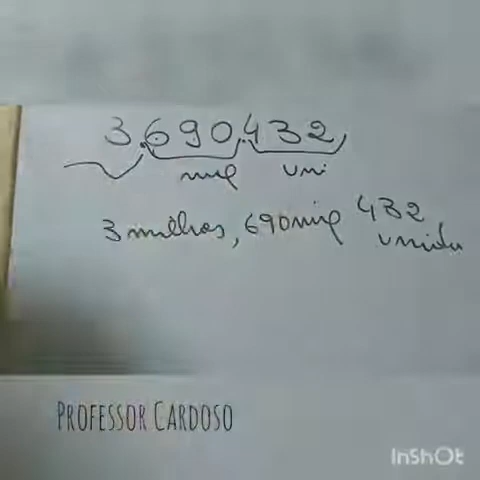 3.690.432
mil uni
3 milhões, 690 mil 432
unida
PROFESSOR CARDOSO
InShOt